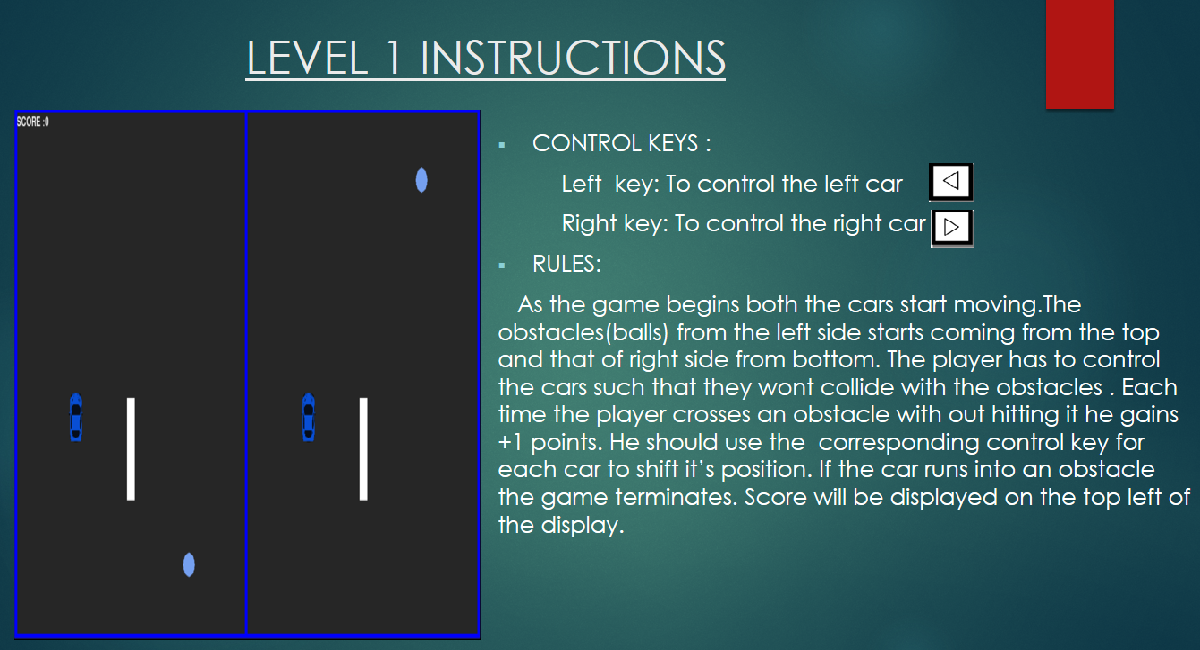 LEVEL 1 INSTRUCTIONS
SCORE :0
CONTROL KEYS :
Left key: To control the left car
Right key: To control the right car
RULES:
As the game begins both the cars start moving.The
obstacles(balls) from the left side starts coming from the top
and that of right side from bottom. The player has to control
the cars such that they wont collide with the obstacles . Each
time the player crosses an obstacle with out hitting it he gains
+1 points. He should use the corresponding control key for
each car to shift it's position. If the car runs into an obstacle
the game terminates. Score will be displayed on the top left of
the display.